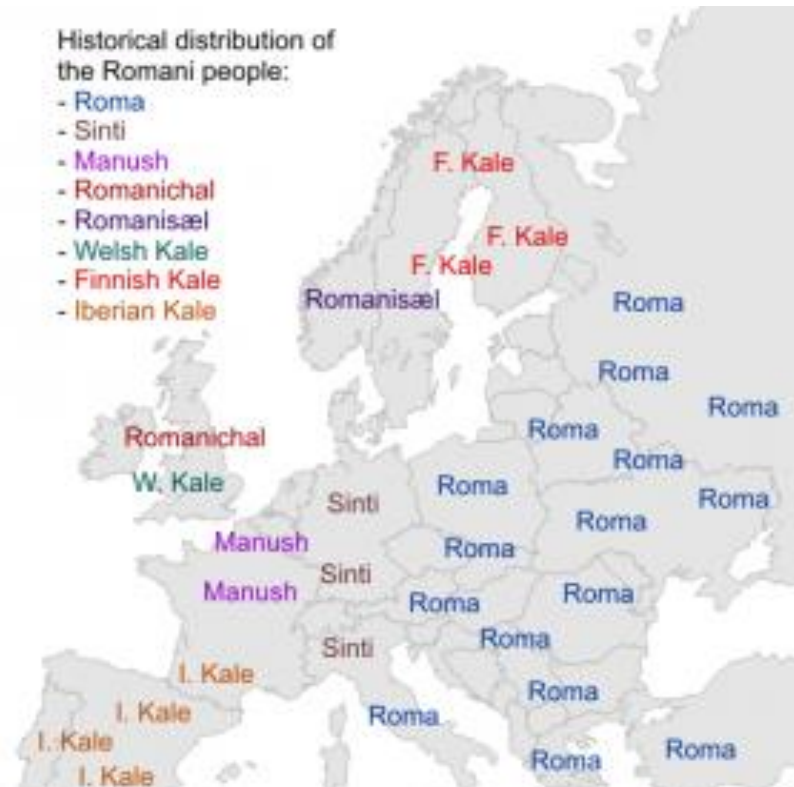 Historical distribution of
the Romani people:
- Roma
- Sinti
- Manush
- Romanichal
- Romanisæl
- Welsh Kale
- Finnish Kale
- Iberian Kale
F. Kale
F. Kale
F. Kale
Romanisæl
Roma
Roma
Roma
Roma
Romanichal
Roma
W. Kale
Roma
Sinti
Roma
Roma
Manush
Roma
Sinti
Manush
Roma
Roma
Roma
Sinti
I. Kale
Roma
I. Kale
Roma
I. Kale
Roma
Roma
I. Kale